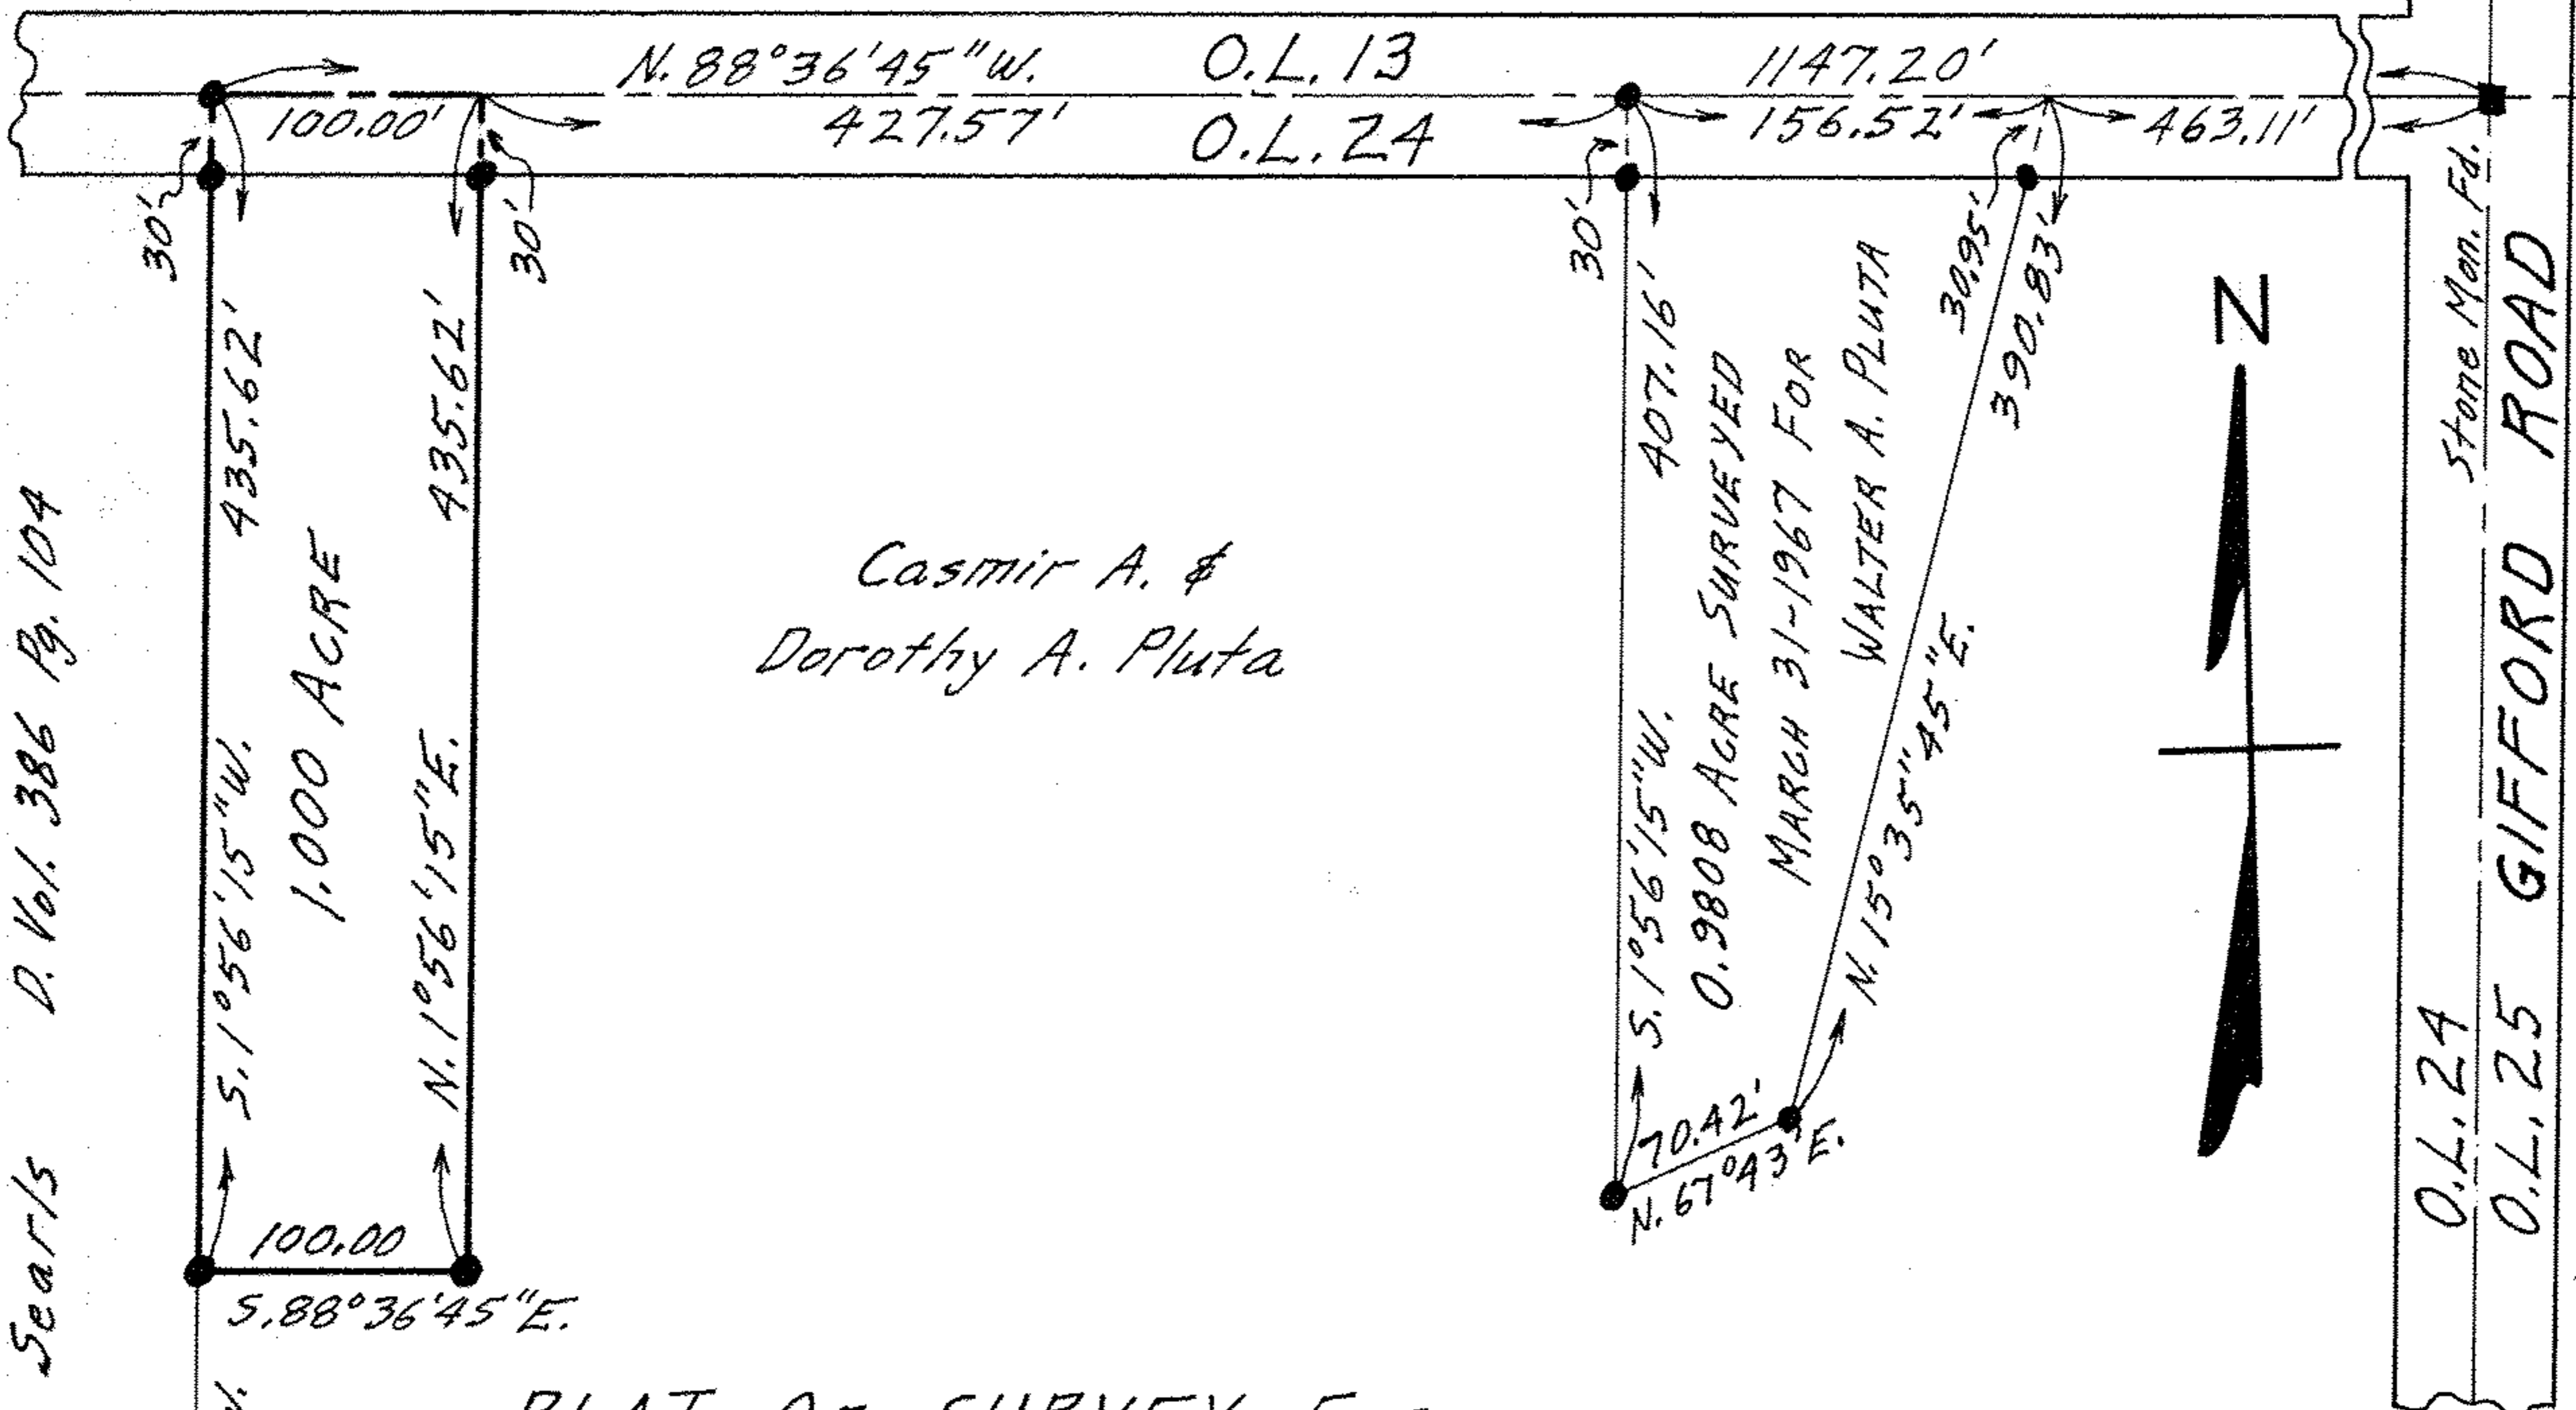 N. 88°36'45"W. O.L. 13 1147.20'
100.00' 427.57' O.L. 24 156.52' 463.11'
30' 30' 30' 30.95'
435.62' 435.62' 407.16' 390.83'
Stone Mon. Fd.
GIFFORD ROAD
Searls D. Vol. 386 Pg. 104
1.000 ACRE
S. 1°56'15"W. N. 1°56'15"E.
Casmir A. &
Dorothy A. Pluta
S. 1°56'15"W.
0.9808 ACRE SURVEYED
MARCH 31-1967 FOR
WALTER A. PLUTA
N. 15°35"45"E.
N
70.42'
N. 67°43'E.
O.L. 24
O.L. 25
100.00
S. 88°36'45"E.
PLAT OF SURVEY